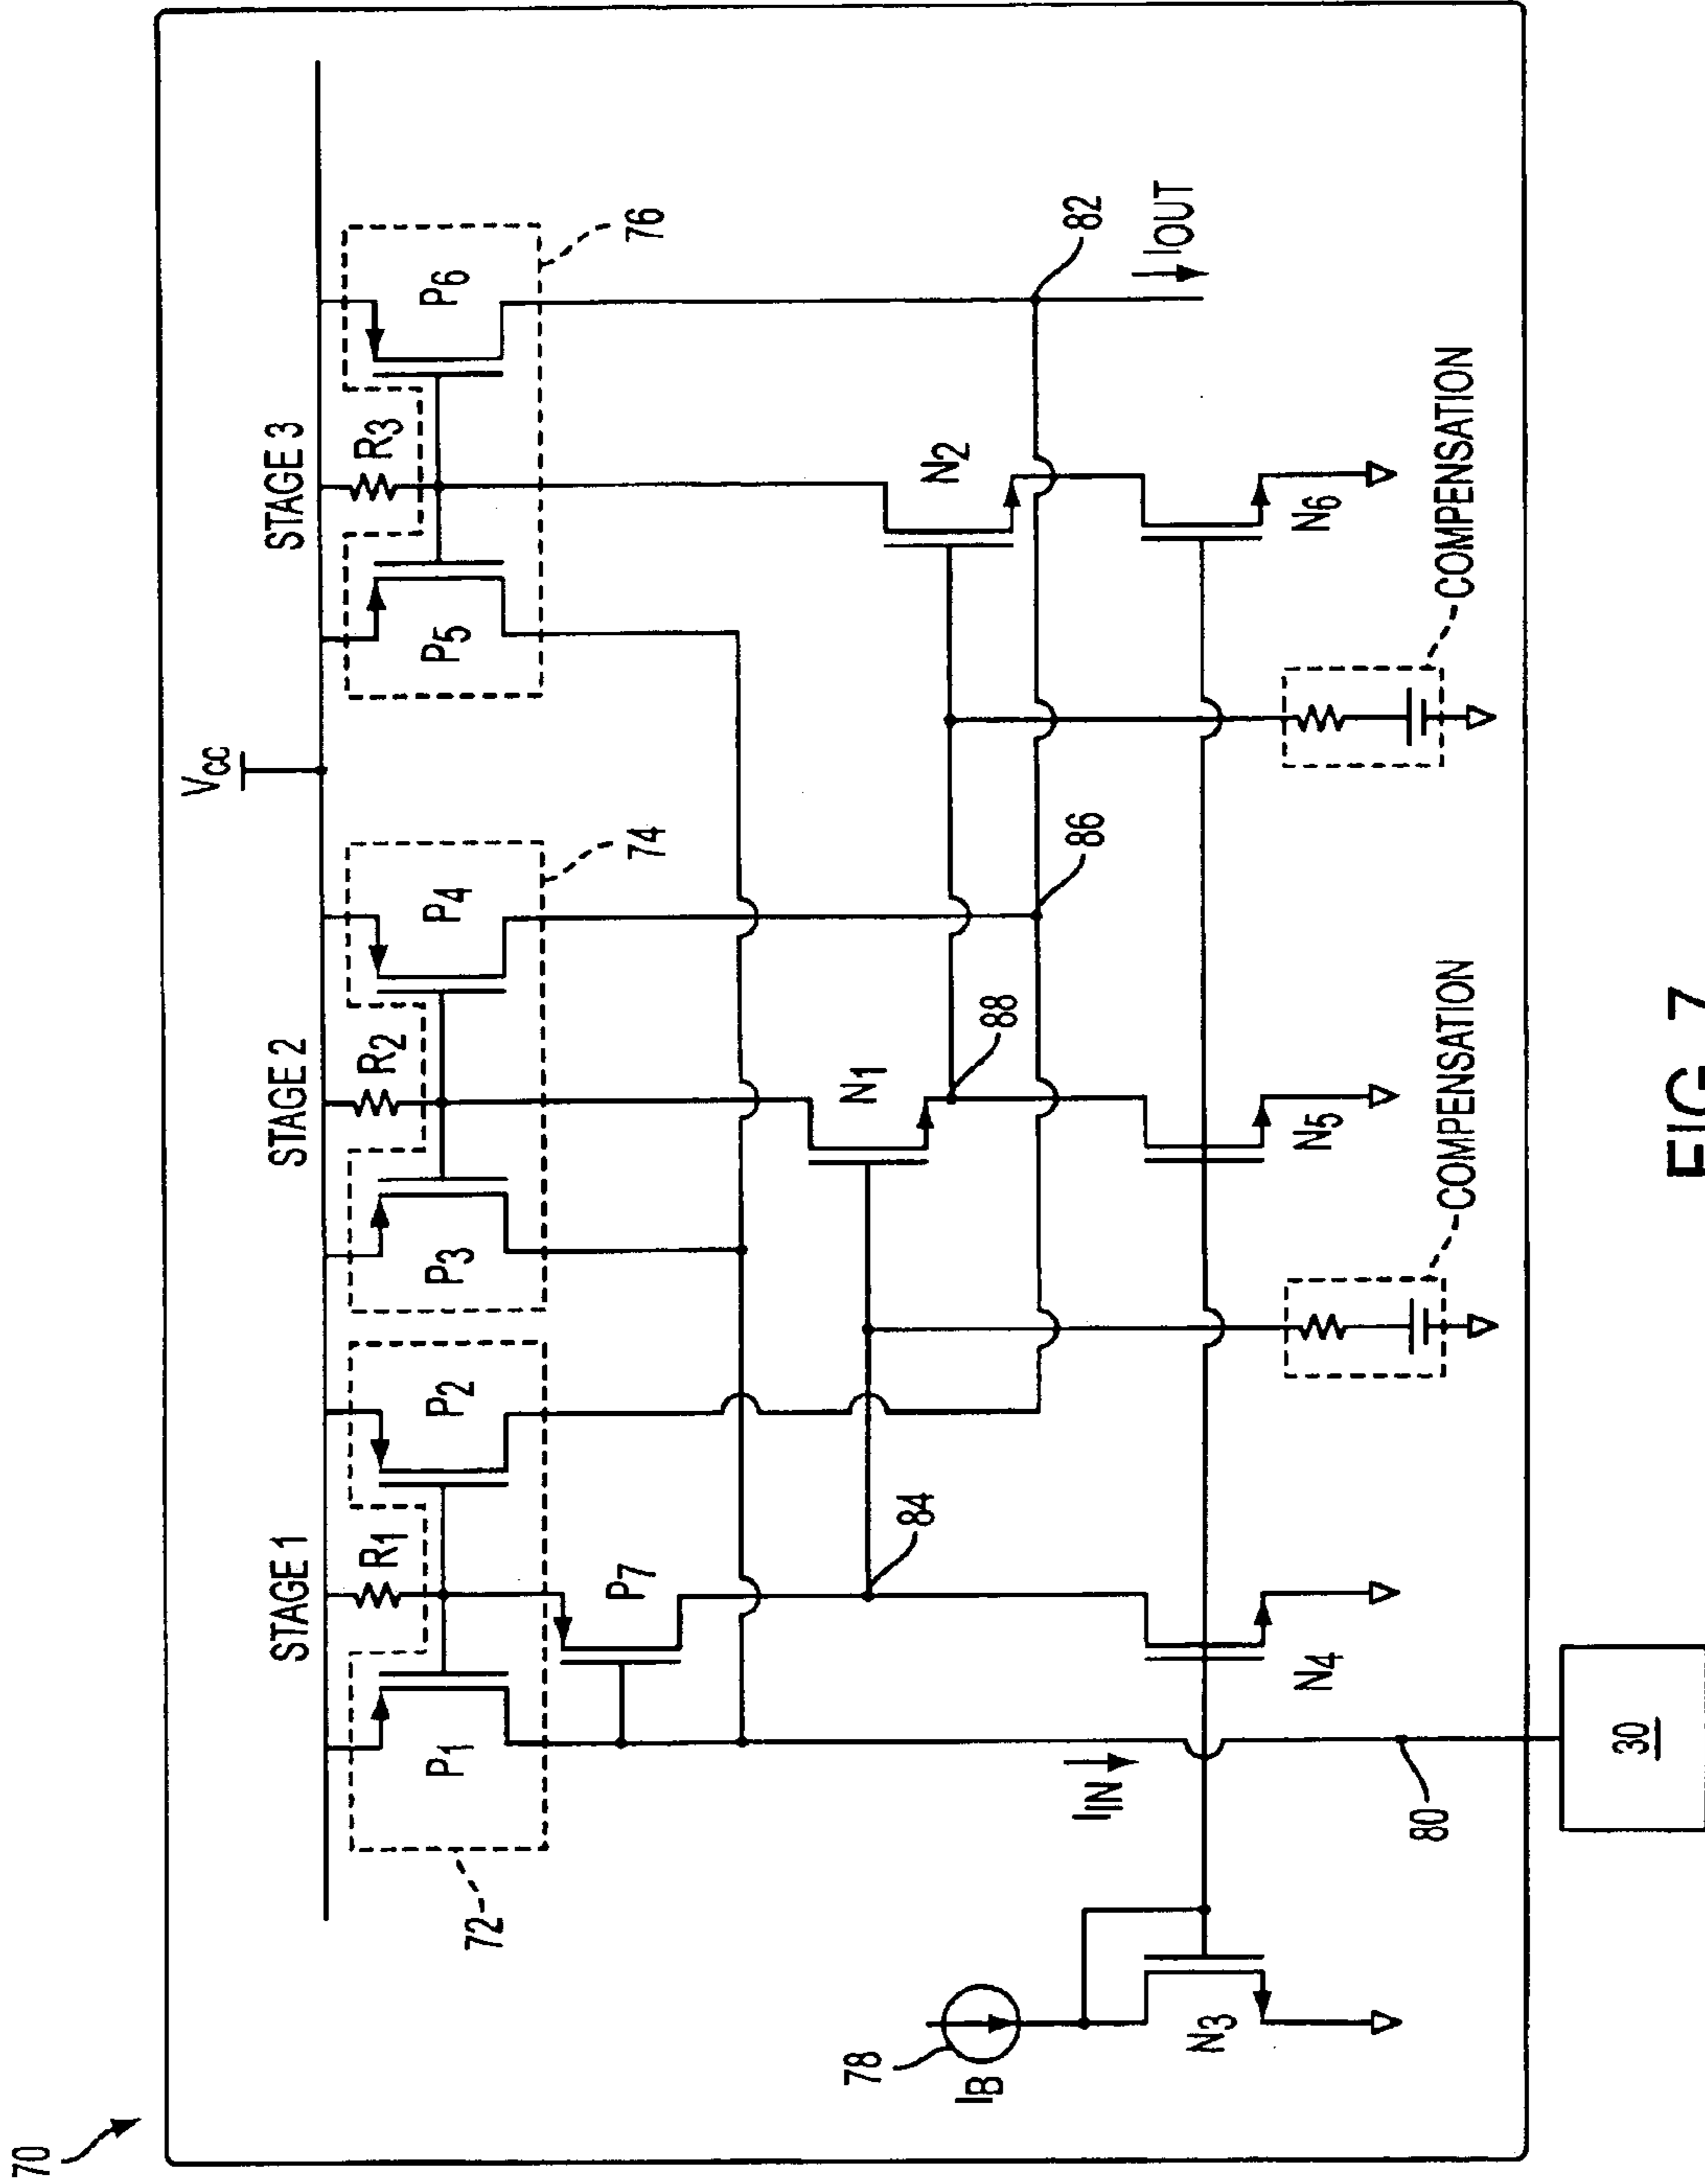 70
STAGE 1
STAGE 2
VCC
STAGE 3
R1
R2
R3
P1
P2
P3
P4
P5
P6
72
74
76
P7
78
IB
IIN
84
N1
88
86
N2
82
IOUT
N3
N4
N5
N6
80
COMPENSATION
COMPENSATION
30
FIG. 7